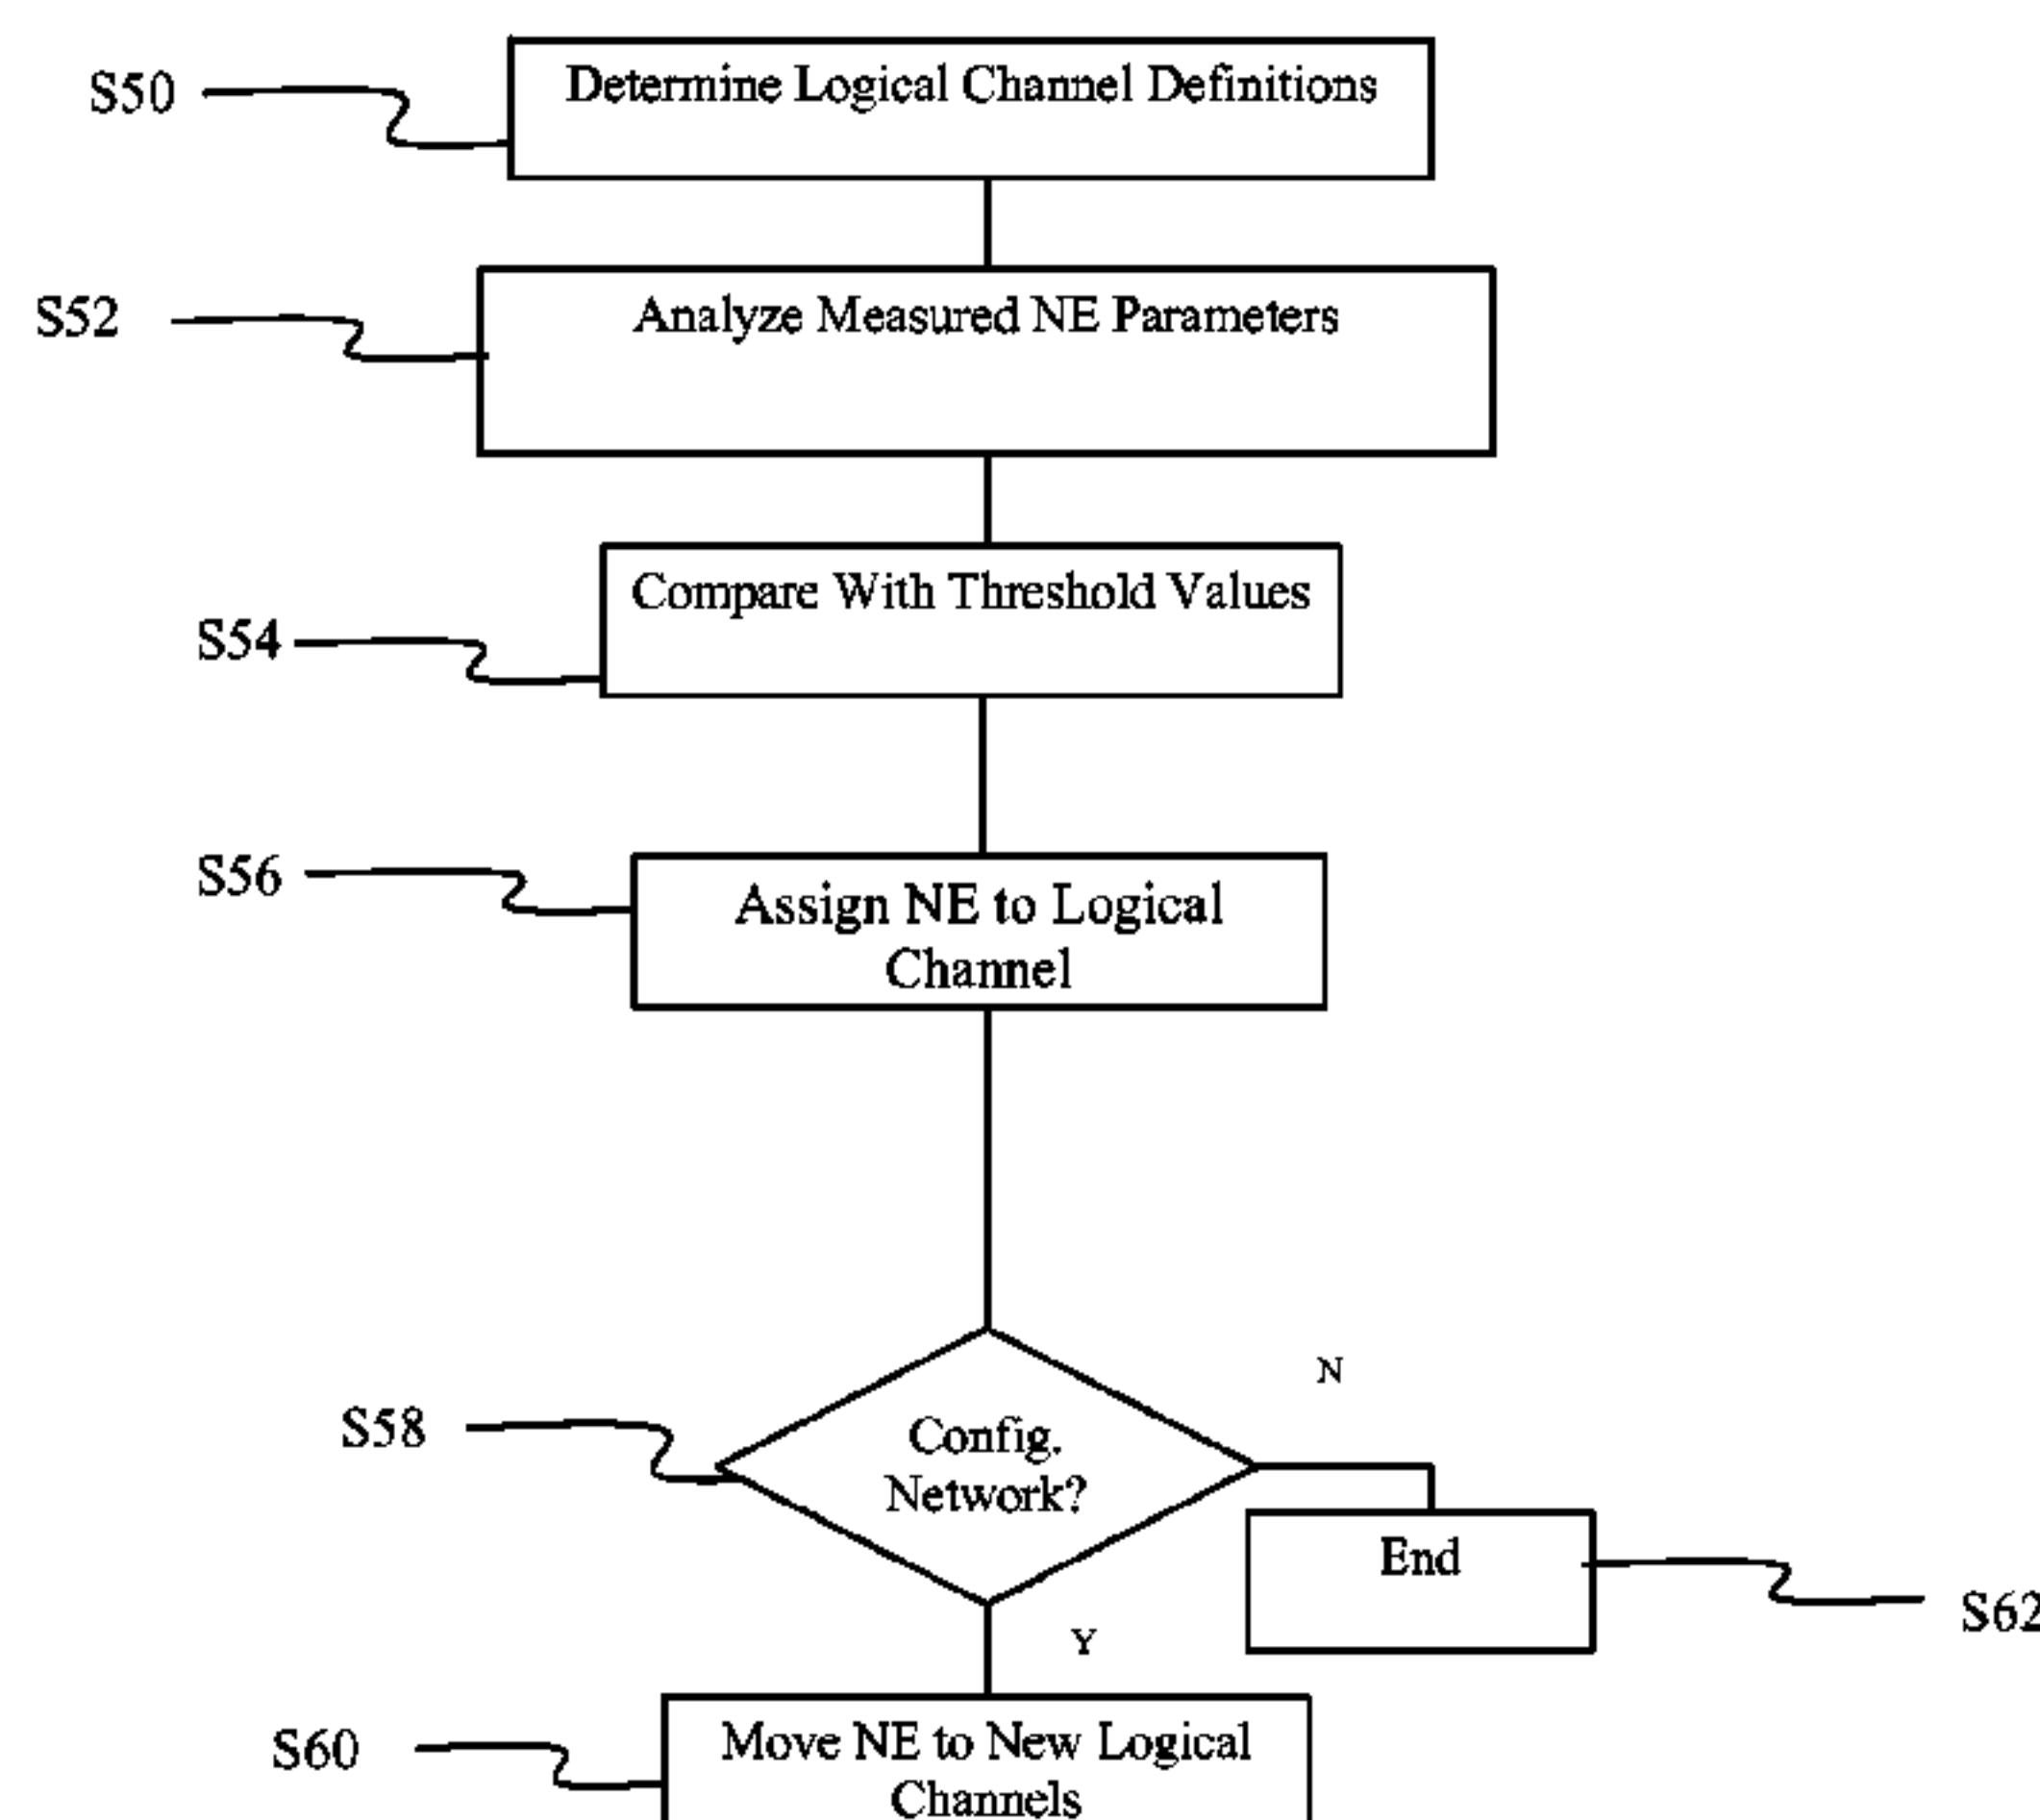 S50
Determine Logical Channel Definitions
S52
Analyze Measured NE Parameters
Compare With Threshold Values
S54
S56
Assign NE to Logical
Channel
N
S58
Config.
Network?
End
S62
Y
S60
Move NE to New Logical
Channels